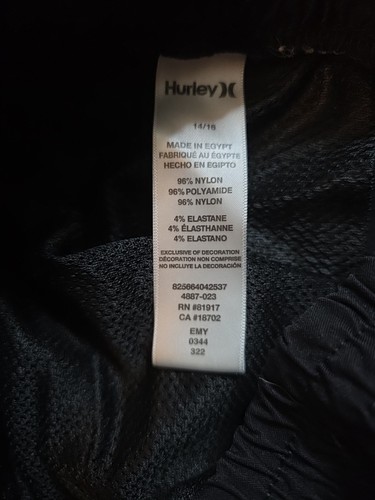 Hurley
14/16
MADE IN EGYPT
FABRIQUÉ AU ÉGYPTE
HECHO EN EGIPTO
96% NYLON
96% POLYAMIDE
96% NYLON
4% ELASTANE
4% ÉLASTHANNE
4% ELASTANO
EXCLUSIVE OF DECORATION
DÉCORATION NON COMPRISE
NO INCLUYE LA DECORACIÓN
825664042537
4887-023
RN #81917
CA #18702
EMY
0344
322